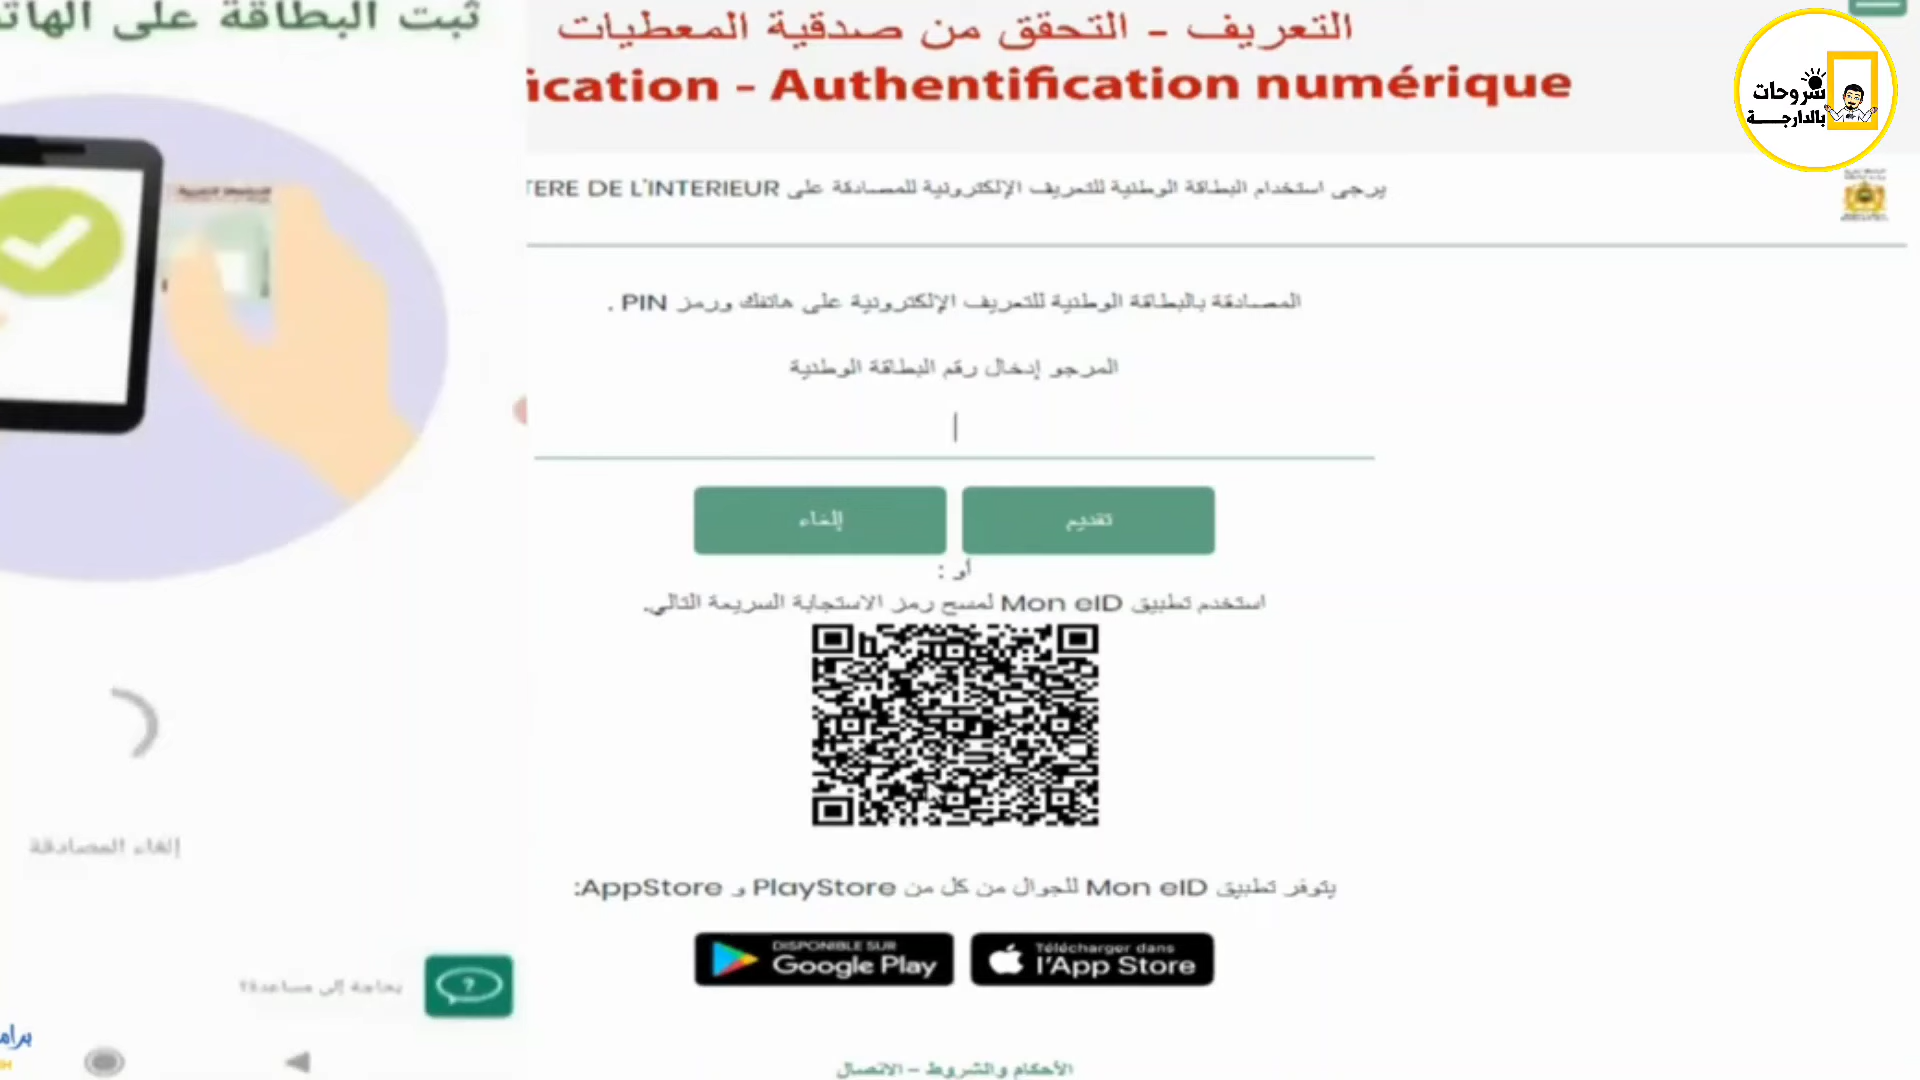 ثبت البطاقة على
التعريف - التحقق من صدقية المعطيات
ication - Authentification numérique
شروحات
بالدارجــــة
يرجى استخدام البطاقة الوطنية للتعريف الإلكترونية للمصادقة على TERE DE L'INTERIEUR
المصادقة بالبطاقة الوطنية للتعريف الإلكترونية على هاتفك ورمز PIN .
المرجو إدخال رقم البطاقة الوطنية
تقديم
إلغاء
أو :
استخدم تطبيق Mon eID لمسح رمز الاستجابة السريعة التالي.
إلغاء المصادقة
يتوفر تطبيق Mon eID للجوال من كل من PlayStore و AppStore:
DISPONIBLE SUR
Google Play
Télécharger dans
l'App Store
بحاجة إلى مساعدة؟
الأحكام والشروط - الاتصال